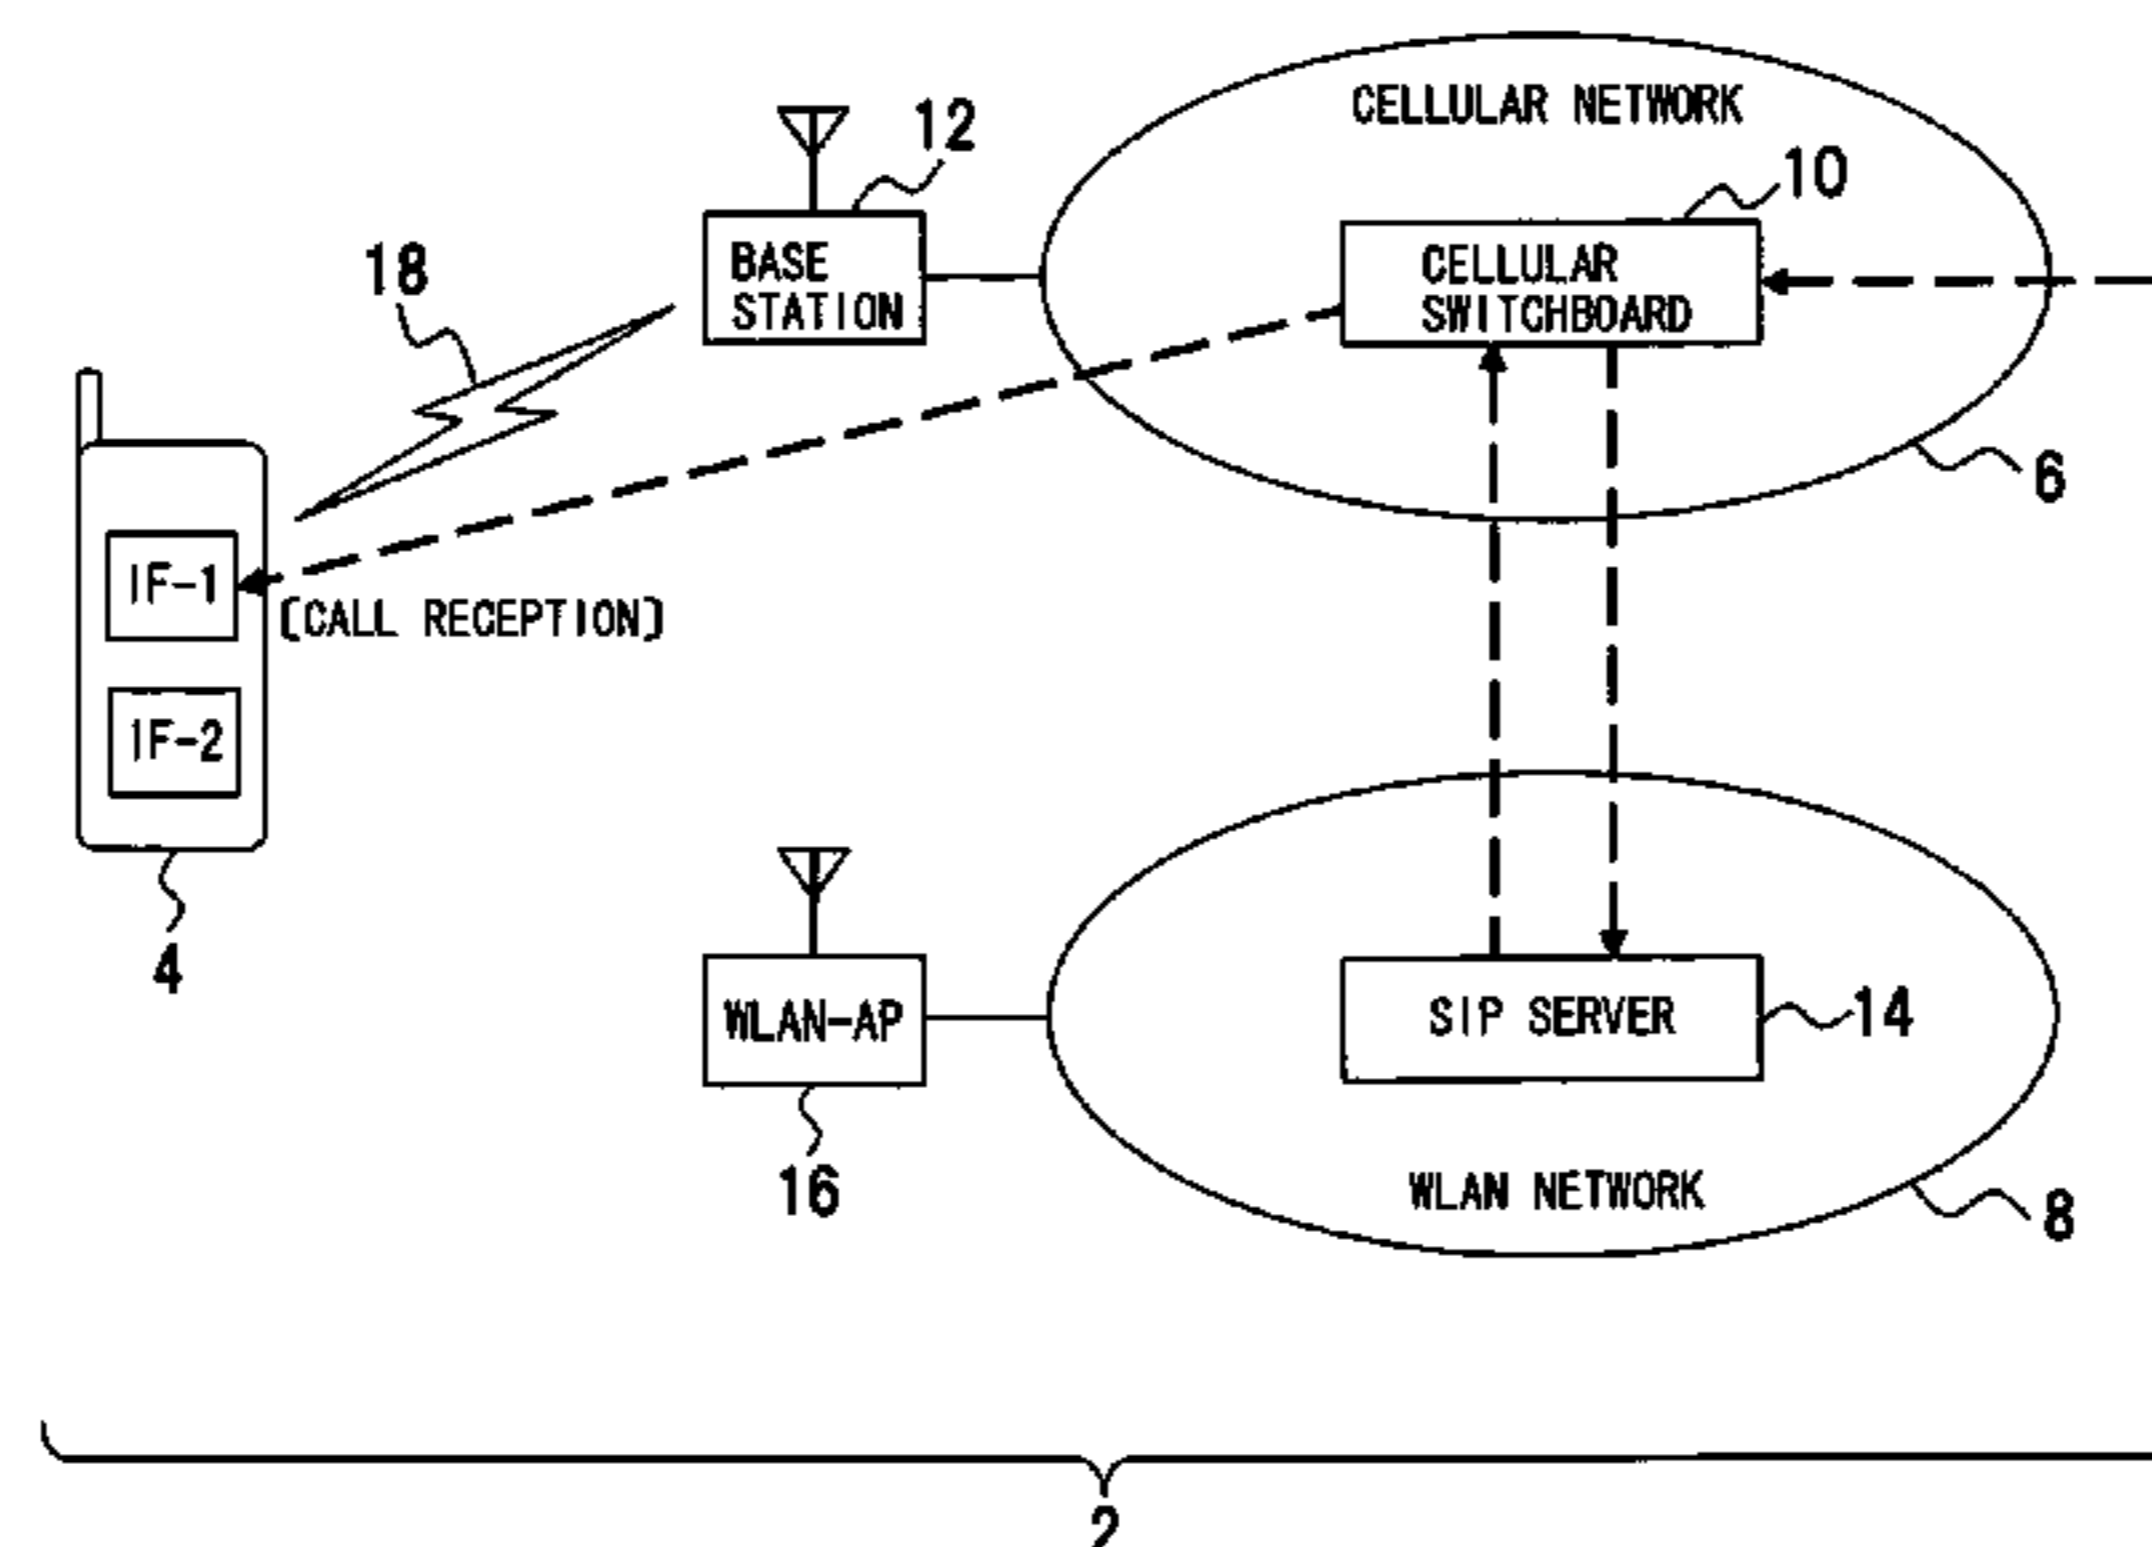 CELLULAR NETWORK
12
10
18
BASE
STATION
CELLULAR
SWITCHBOARD
6
IF-1
[CALL RECEPTION]
IF-2
4
WLAN-AP
SIP SERVER
14
16
WLAN NETWORK
8
2